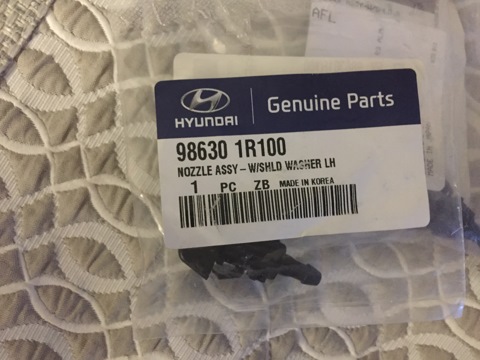 AFL
HYUNDAI
Genuine Parts
98630 1R100
NOZZLE ASSY-W/SHLD WASHER LH
1 PC ZB MADE IN KOREA